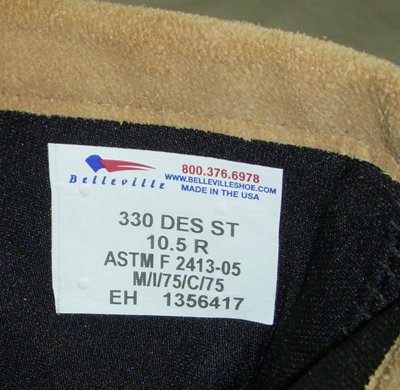 Belleville
800.376.6978
WWW.BELLEVILLESHOE.COM
MADE IN THE USA
330 DES ST
10.5 R
ASTM F 2413-05
M/I/75/C/75
EH 1356417